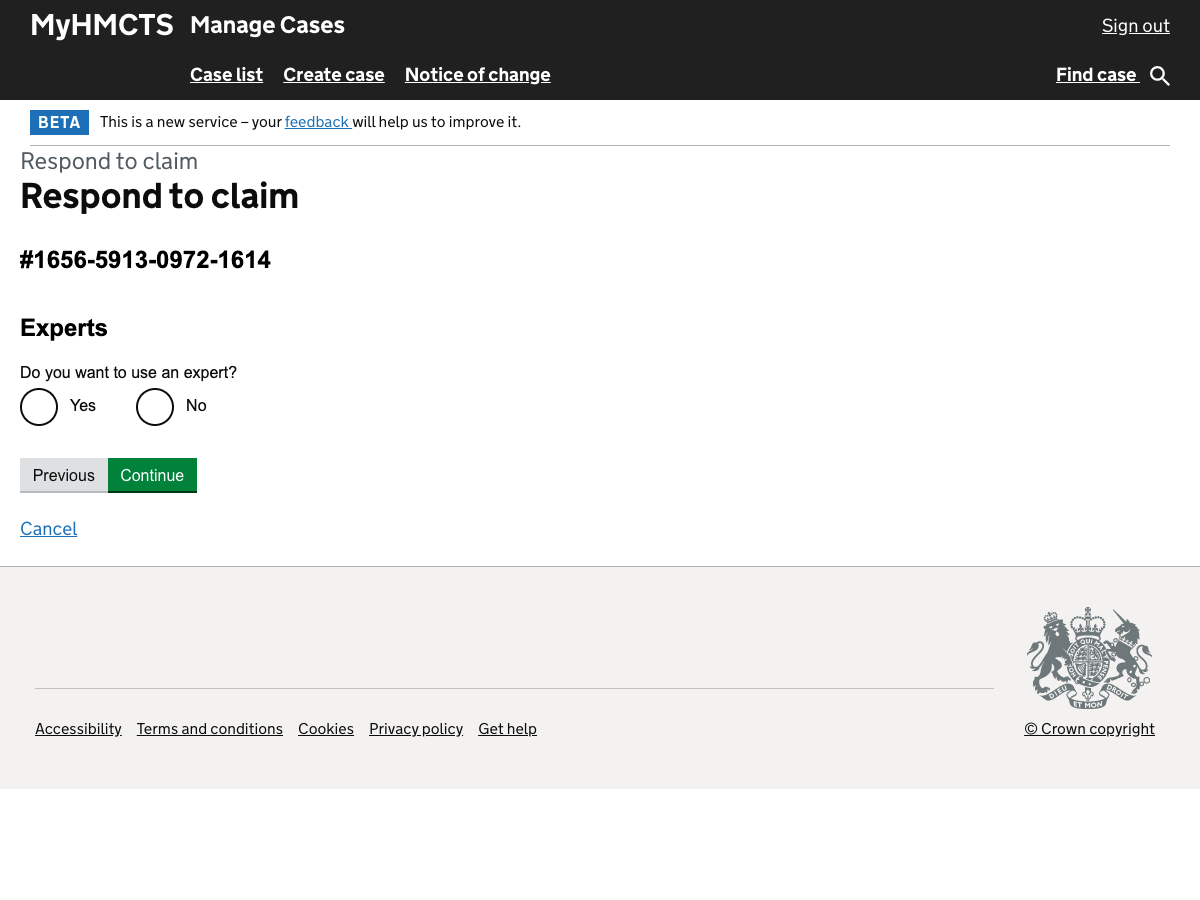 MyHMCTS Manage Cases Sign out
Case list Create case Notice of change Find case
BETA This is a new service – your feedback will help us to improve it.
Respond to claim
Respond to claim
#1656-5913-0972-1614
Experts
Do you want to use an expert?
Yes No
Previous Continue
Cancel
DIEU ET MON DROIT
Accessibility Terms and conditions Cookies Privacy policy Get help © Crown copyright